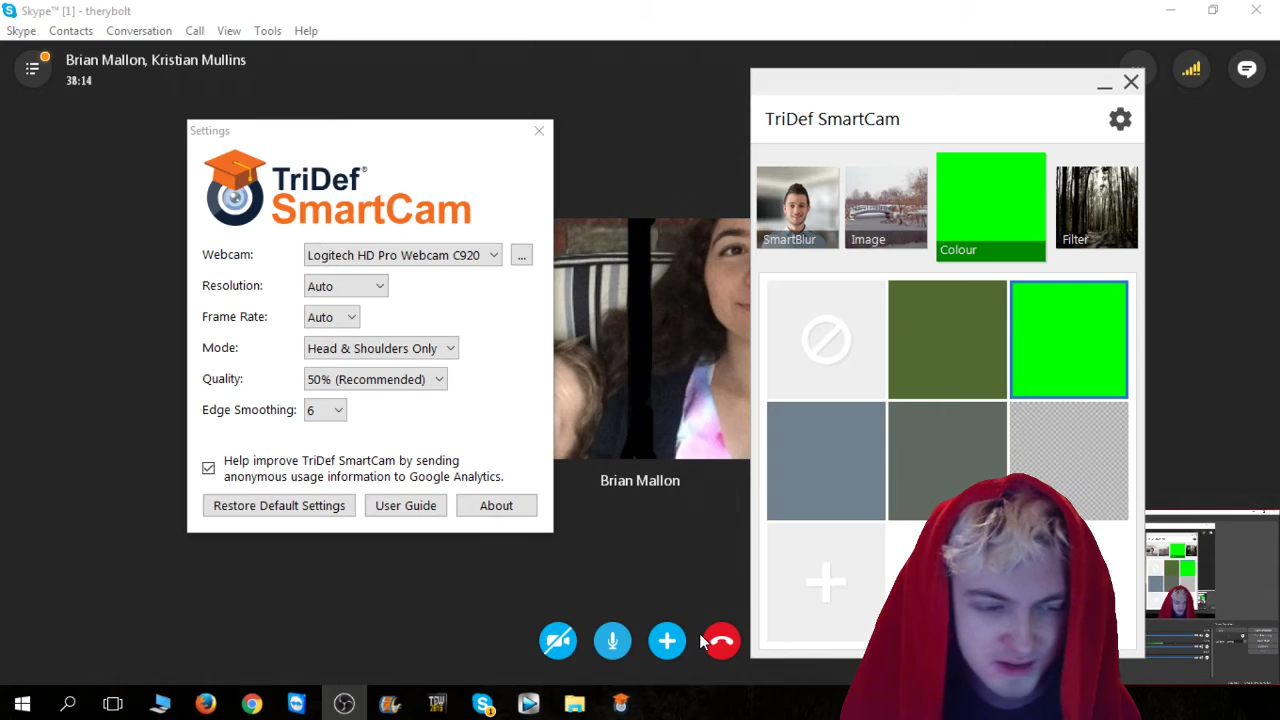 Skype™ [1] - therybolt
Skype Contacts Conversation Call View Tools Help
Brian Mallon, Kristian Mullins
38:14
Settings
TriDef®
SmartCam
Webcam: Logitech HD Pro Webcam C920 ...
Resolution: Auto
Frame Rate: Auto
Mode: Head & Shoulders Only
Quality: 50% (Recommended)
Edge Smoothing: 6
Help improve TriDef SmartCam by sending
anonymous usage information to Google Analytics.
Restore Default Settings User Guide About
Brian Mallon
TriDef SmartCam
SmartBlur Image Colour Filter